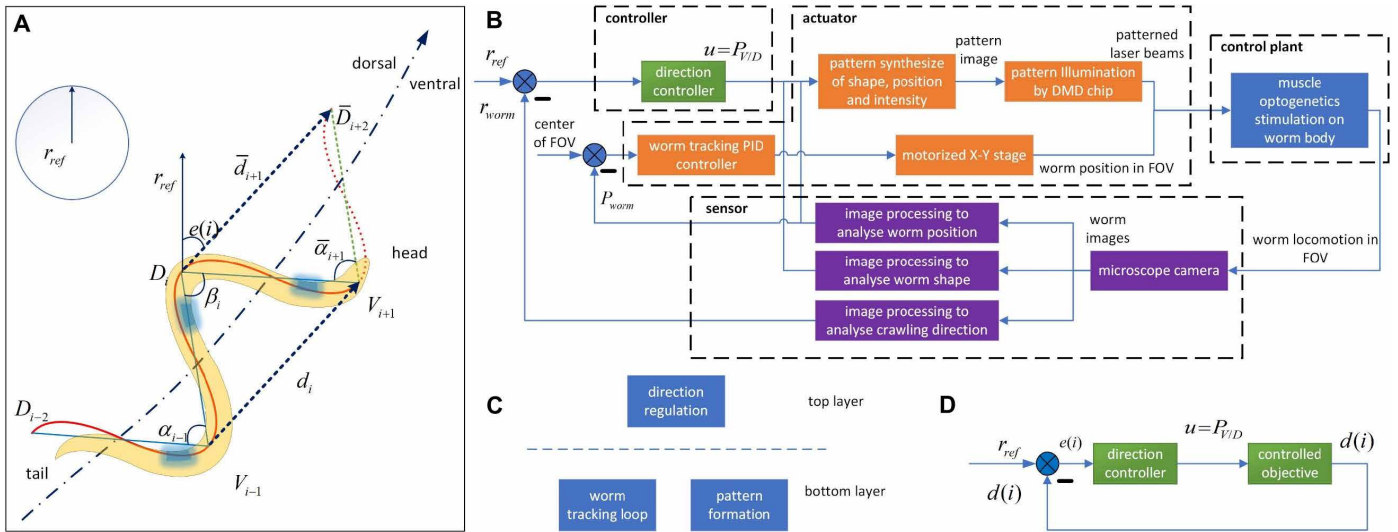 A
dorsal
ventral
r_ref
D̄_{i+2}
d̄_{i+1}
r_ref
e(i)
ᾱ_{i+1}
head
D_i
β_i
V_{i+1}
d_i
D_{i-2}
α_{i-1}
tail
V_{i-1}
B
controller
actuator
control plant
r_ref
u=P_{V/D}
direction
controller
pattern synthesize
of shape, position
and intensity
pattern
image
pattern Illumination
by DMD chip
patterned
laser beams
muscle
optogenetics
stimulation on
worm body
r_worm
center
of FOV
worm tracking PID
controller
motorized X-Y stage
worm position in FOV
P_worm
sensor
image processing to
analyse worm position
worm
images
image processing to
analyse worm shape
microscope camera
worm locomotion in
FOV
image processing to
analyse crawling direction
C
direction
regulation
top layer
worm
tracking loop
pattern
formation
bottom layer
D
r_ref
e(i)
direction
controller
u=P_{V/D}
controlled
objective
d(i)
d(i)